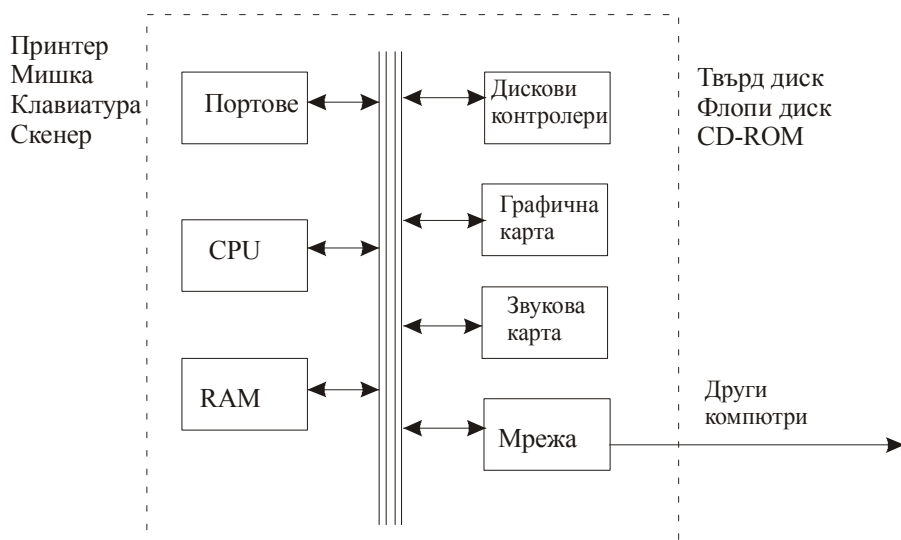 Принтер
Мишка
Клавиатура
Скенер
Портове
CPU
RAM
Дискови
контролери
Графична
карта
Звукова
карта
Мрежа
Твърд диск
Флопи диск
CD-ROM
Други
компютри